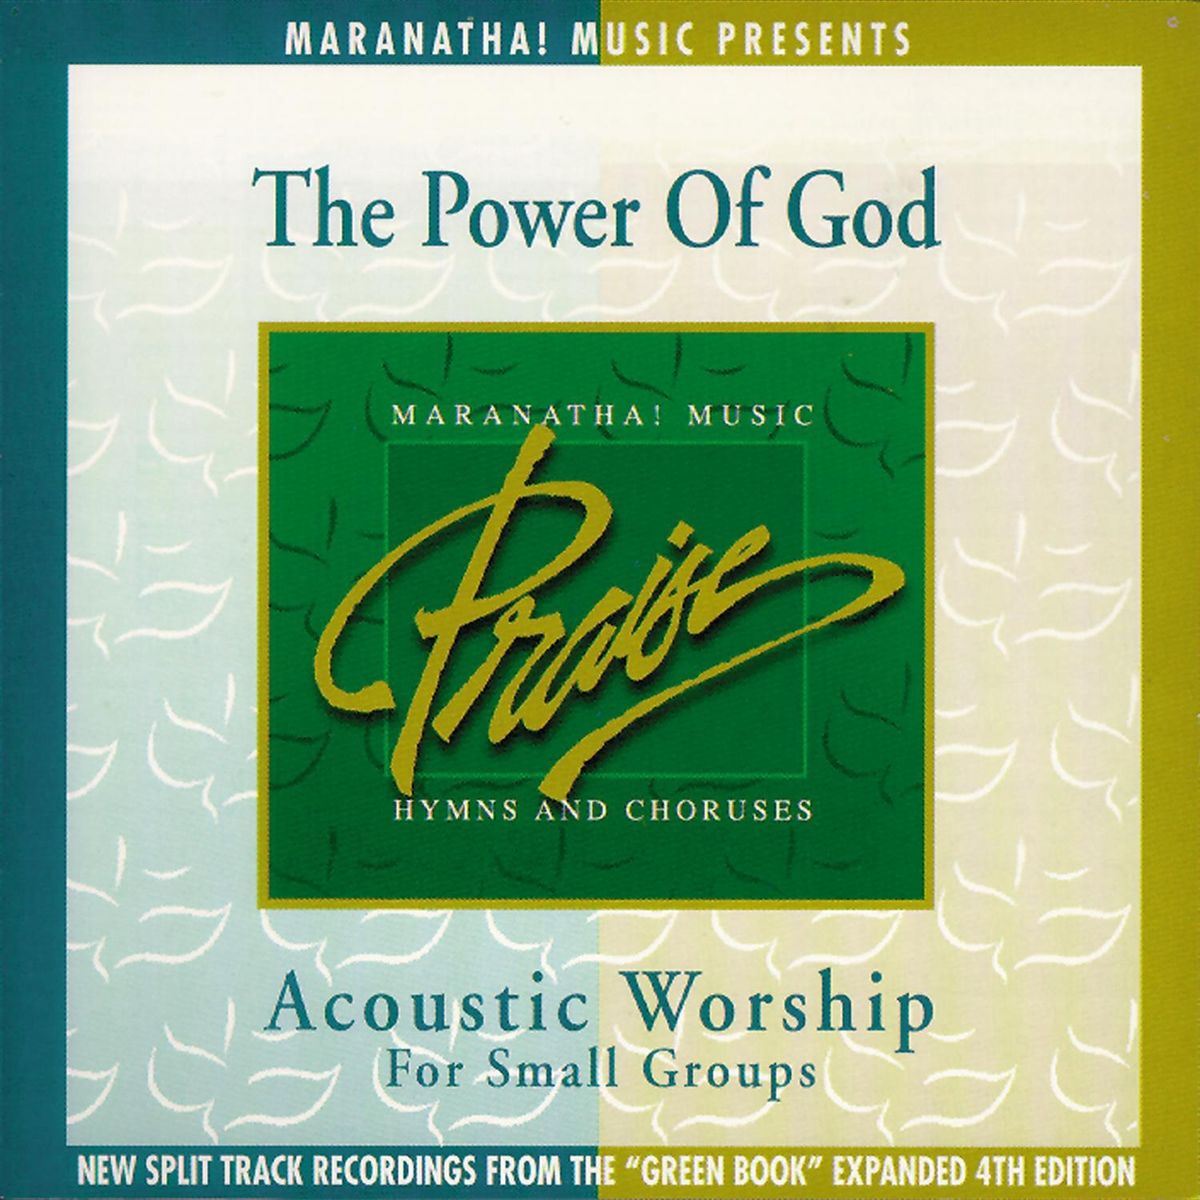 MARANATHA! MUSIC PRESENTS
The Power Of God
MARANATHA! MUSIC
Praise
HYMNS AND CHORUSES
Acoustic Worship
For Small Groups
NEW SPLIT TRACK RECORDINGS FROM THE "GREEN BOOK" EXPANDED 4TH EDITION